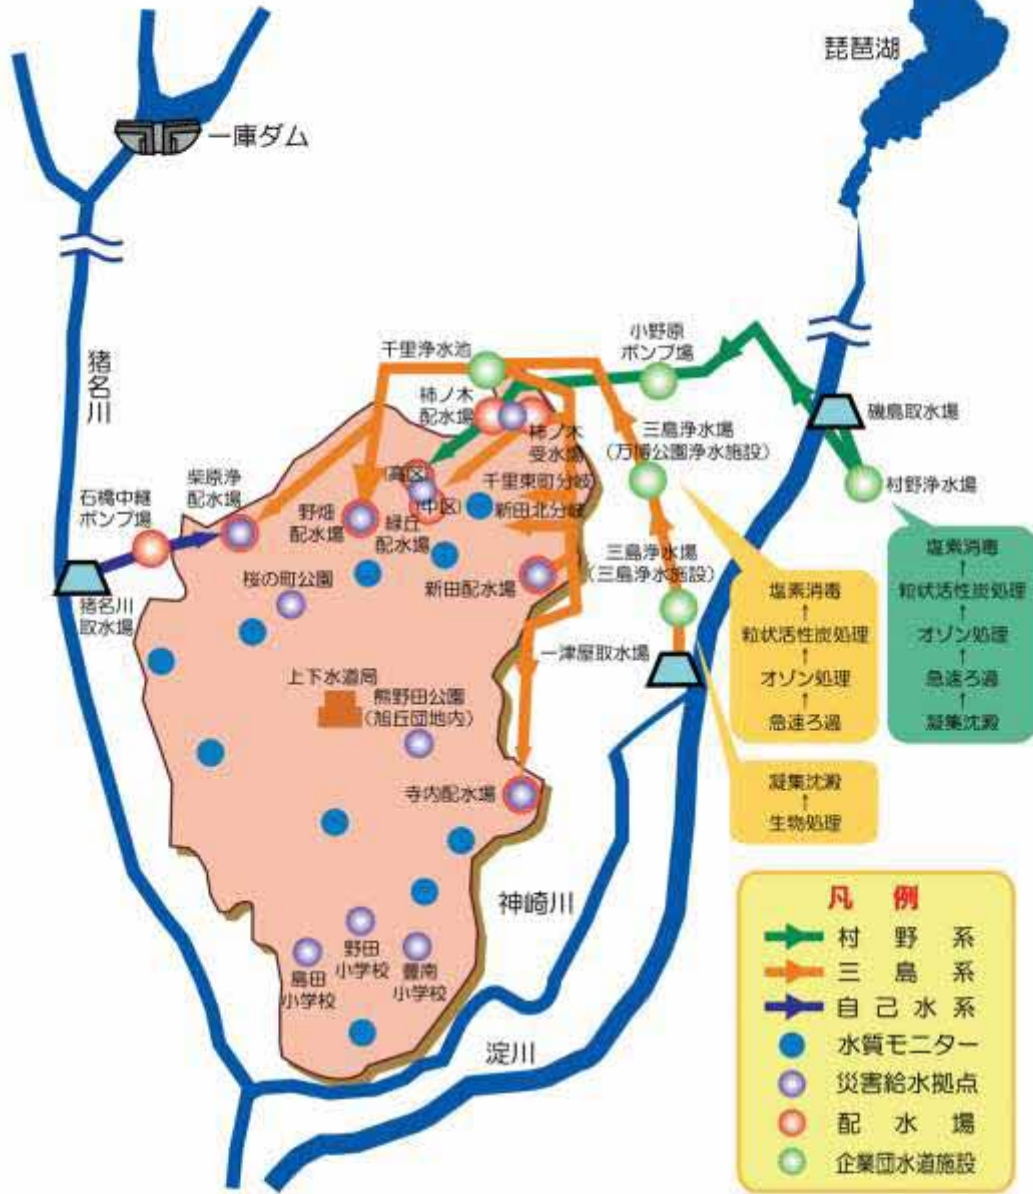 琵琶湖
一庫ダム
猪名川
千里浄水池
小野原
ポンプ場
柿ノ木
配水場
磯島取水場
柿ノ木
受水場
三島浄水場
(万博公園浄水施設)
村野浄水場
柴原浄
配水場
石橋中継
ポンプ場
(高区)
千里東町分岐
(中区)
新田北分岐
野畑
配水場
緑丘
配水場
三島浄水場
(三島浄水施設)
桜の町公園
新田配水場
猪名川
取水場
一津屋取水場
上下水道局
熊野田公園
(旭丘団地内)
寺内配水場
塩素消毒
↑
粒状活性炭処理
↑
オゾン処理
↑
急速ろ過
塩素消毒
↑
粒状活性炭処理
↑
オゾン処理
↑
急速ろ過
↑
凝集沈澱
凝集沈澱
↑
生物処理
神崎川
野田
小学校
島田
小学校
豊南
小学校
淀川
凡例
村野系
三島系
自己水系
水質モニター
災害給水拠点
配水場
企業団水道施設